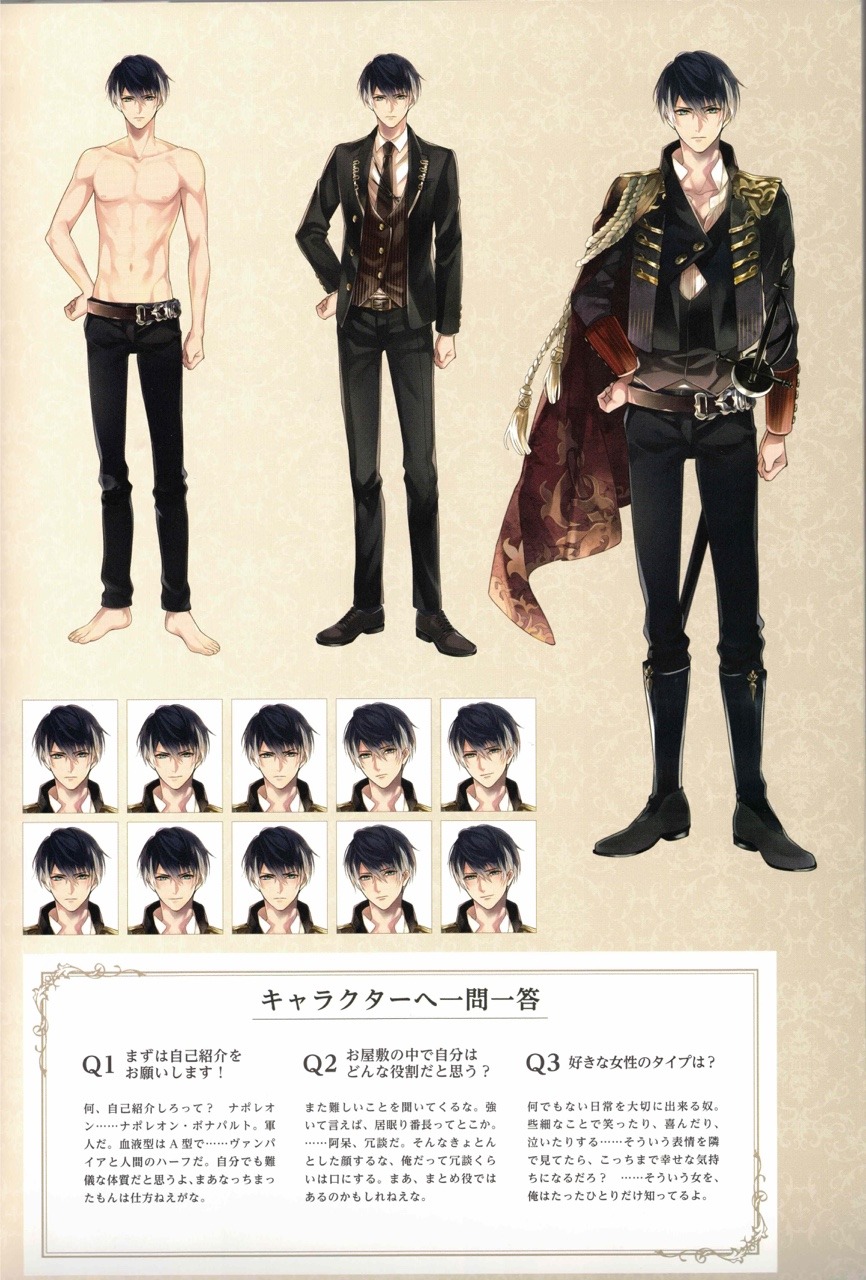 キャラクターへ一問一答
Q1 まずは自己紹介を
お願いします！
何、自己紹介しろって？　ナポレオ
ン……ナポレオン・ボナパルト。軍
人だ。血液型は A 型で……ヴァンパ
イアと人間のハーフだ。自分でも難
儀な体質だと思うよ、まあなっちまっ
たもんは仕方ねえがな。
Q2 お屋敷の中で自分は
どんな役割だと思う？
また難しいことを聞いてくるな。強
いて言えば、居眠り番長ってとこか。
……阿呆、冗談だ。そんなきょとん
とした顔するな、俺だって冗談くら
いは口にする。まあ、まとめ役では
あるのかもしれねえな。
Q3 好きな女性のタイプは？
何でもない日常を大切に出来る奴。
些細なことで笑ったり、喜んだり、
泣いたりする……そういう表情を隣
で見てたら、こっちまで幸せな気持
ちになるだろ？　……そういう女を、
俺はたったひとりだけ知ってるよ。